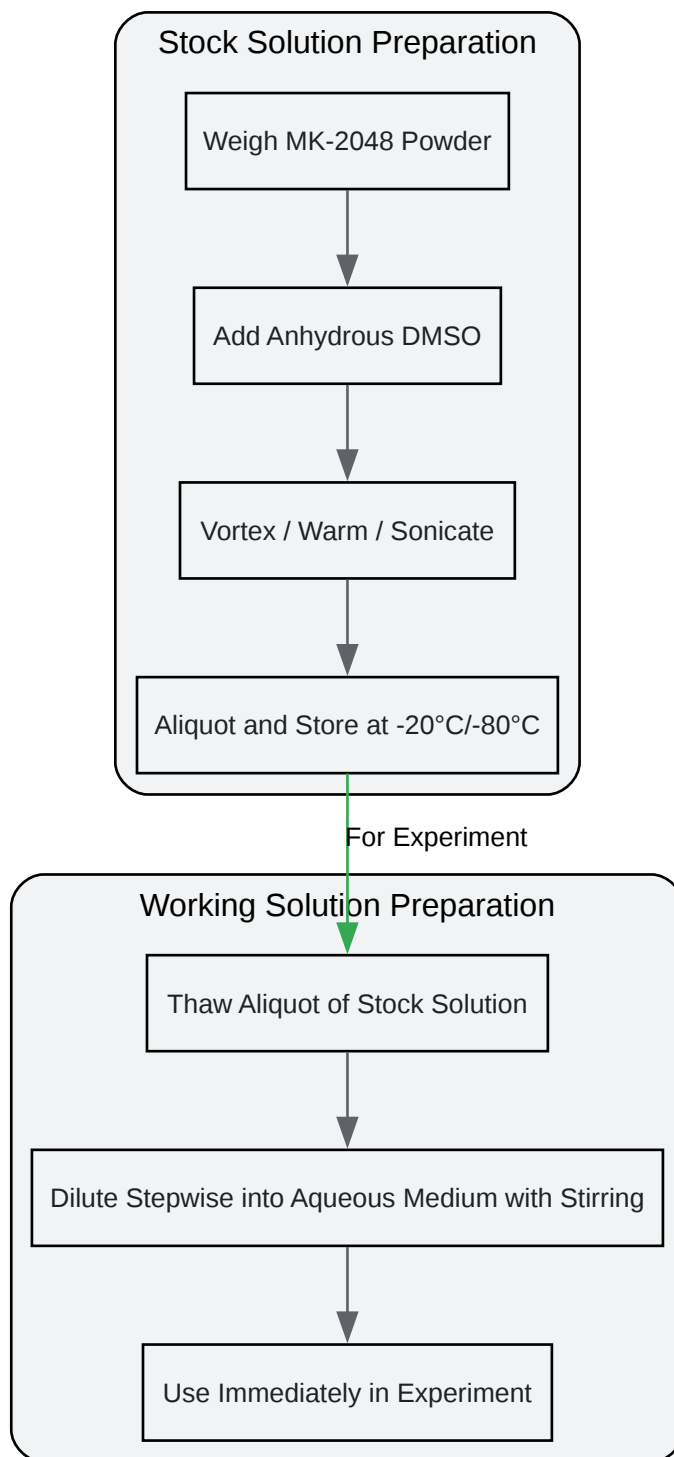 Stock Solution Preparation
Weigh MK-2048 Powder
Add Anhydrous DMSO
Vortex / Warm / Sonicate
Aliquot and Store at -20°C/-80°C
For Experiment
Working Solution Preparation
Thaw Aliquot of Stock Solution
Dilute Stepwise into Aqueous Medium with Stirring
Use Immediately in Experiment